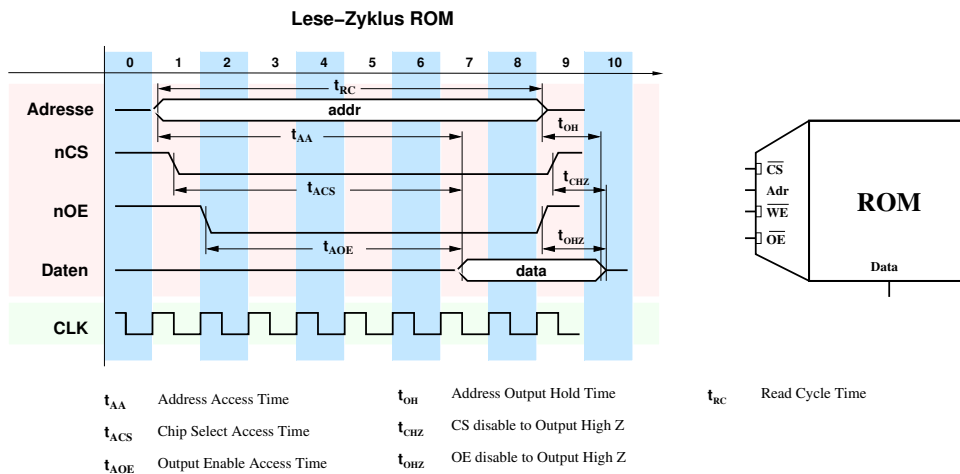 Lese–Zyklus ROM
0 1 2 3 4 5 6 7 8 9 10
tRC
Adresse
addr
tAA
tOH
nCS
tACS
tCHZ
nOE
tAOE
tOHZ
Daten
data
CLK
CS
Adr
WE
OE
ROM
Data
tAA Address Access Time
tOH Address Output Hold Time
tRC Read Cycle Time
tACS Chip Select Access Time
tCHZ CS disable to Output High Z
tAOE Output Enable Access Time
tOHZ OE disable to Output High Z